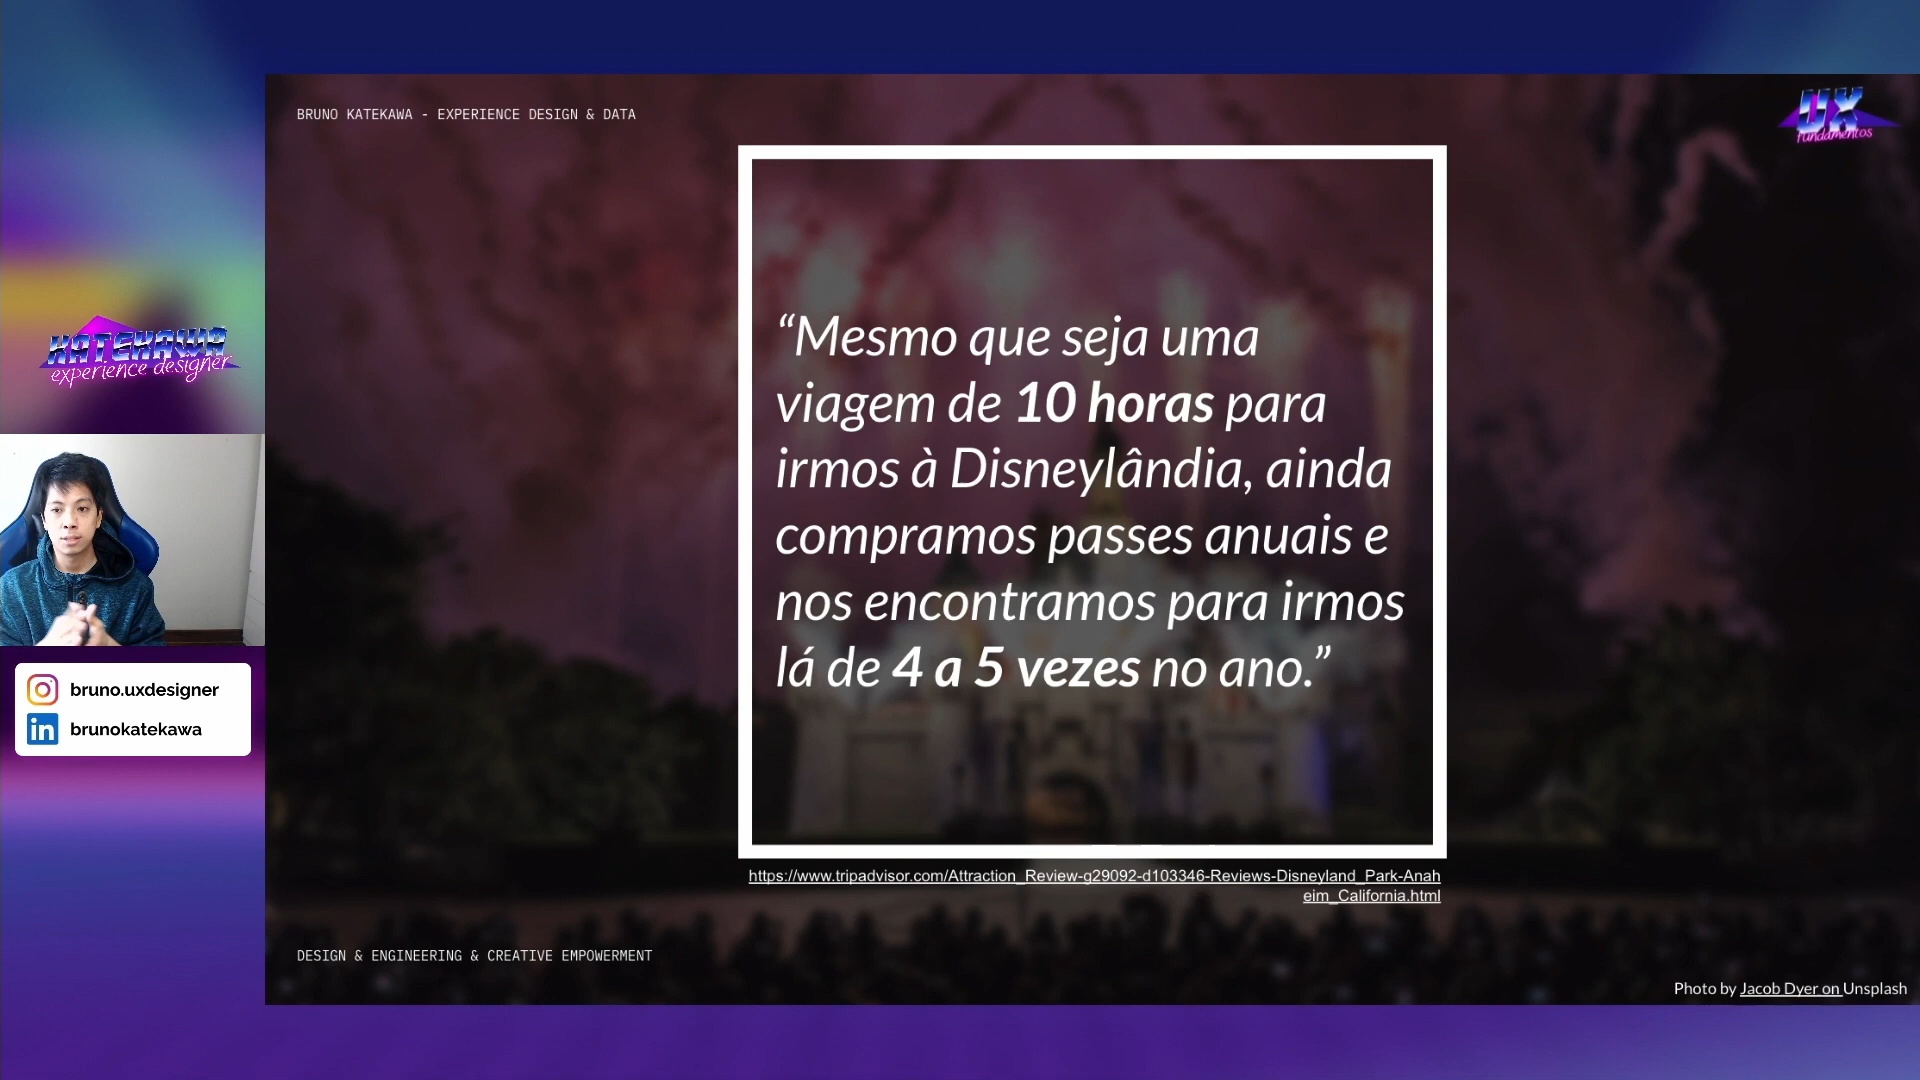 BRUNO KATEKAWA - EXPERIENCE DESIGN & DATA
UX
fundamentos
“Mesmo que seja uma
viagem de 10 horas para
irmos à Disneylândia, ainda
compramos passes anuais e
nos encontramos para irmos
lá de 4 a 5 vezes no ano.”
https://www.tripadvisor.com/Attraction_Review-g29092-d103346-Reviews-Disneyland_Park-Anah
eim_California.html
DESIGN & ENGINEERING & CREATIVE EMPOWERMENT
Photo by Jacob Dyer on Unsplash
KATEKAWA
experience designer
bruno.uxdesigner
in brunokatekawa